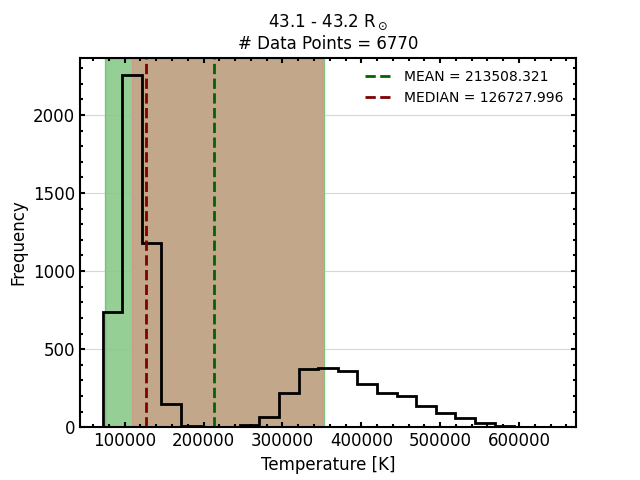 43.1 - 43.2 R⊙
# Data Points = 6770
MEAN = 213508.321
MEDIAN = 126727.996
Frequency
2000
1500
1000
500
0
100000 200000 300000 400000 500000 600000
Temperature [K]